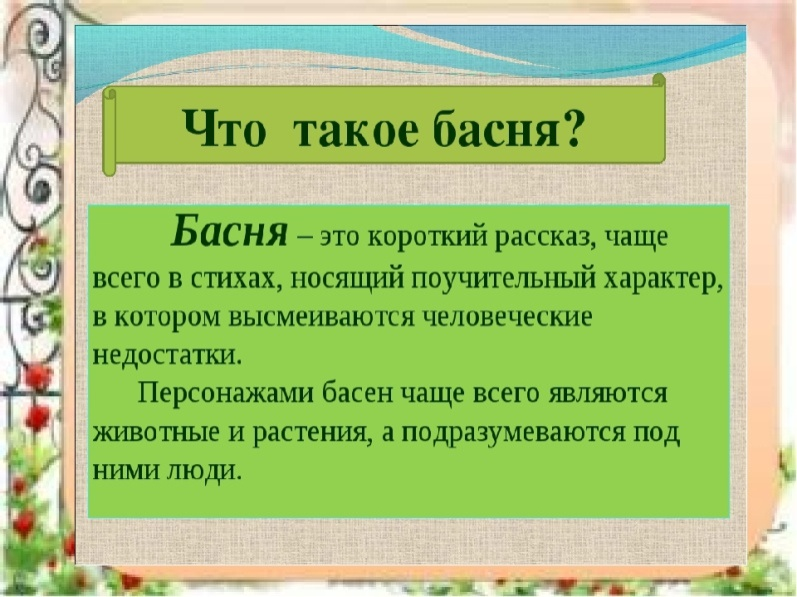 Что такое басня?
Басня – это короткий рассказ, чаще
всего в стихах, носящий поучительный характер,
в котором высмеиваются человеческие
недостатки.
Персонажами басен чаще всего являются
животные и растения, а подразумеваются под
ними люди.